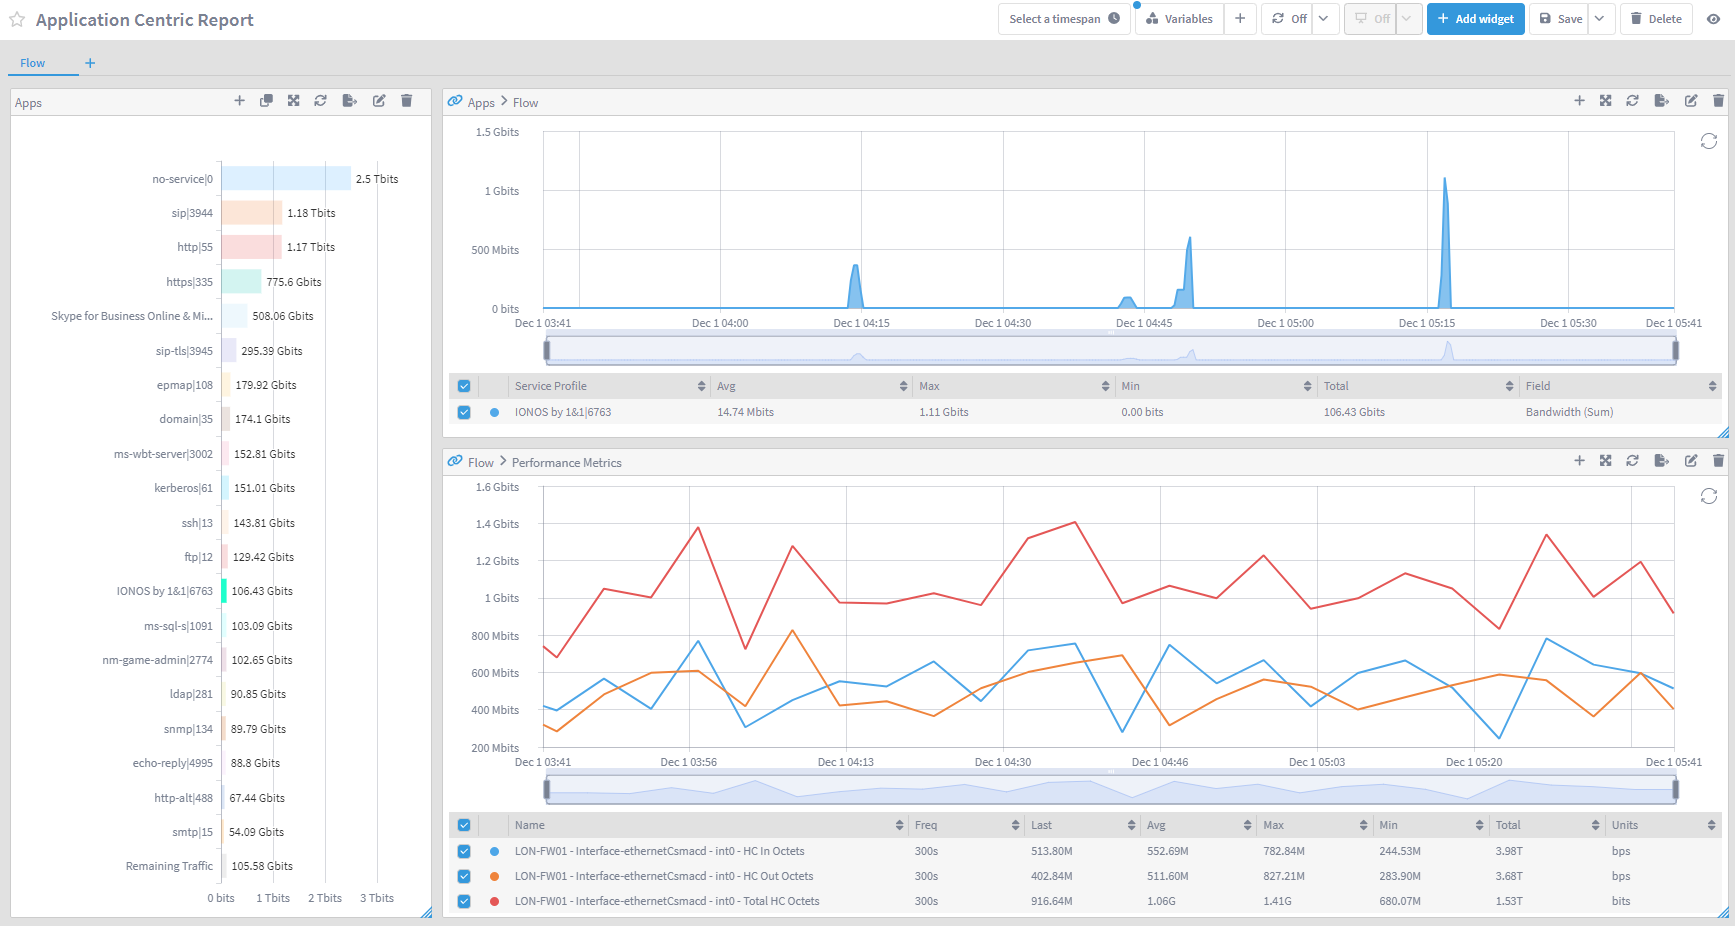 Application Centric Report
Select a timespan
Variables
Off
Off
Add widget
Save
Delete
Flow
Apps
no-service|0 2.5 Tbits
sip|3944 1.18 Tbits
http|55 1.17 Tbits
https|335 775.6 Gbits
Skype for Business Online & Mi... 508.06 Gbits
sip-tls|3945 295.39 Gbits
epmap|108 179.92 Gbits
domain|35 174.1 Gbits
ms-wbt-server|3002 152.81 Gbits
kerberos|61 151.01 Gbits
ssh|13 143.81 Gbits
ftp|12 129.42 Gbits
IONOS by 1&1|6763 106.43 Gbits
ms-sql-s|1091 103.09 Gbits
nm-game-admin|2774 102.65 Gbits
ldap|281 90.85 Gbits
snmp|134 89.79 Gbits
echo-reply|4995 88.8 Gbits
http-alt|488 67.44 Gbits
smtp|15 54.09 Gbits
Remaining Traffic 105.58 Gbits
0 bits 1 Tbits 2 Tbits 3 Tbits
Apps > Flow
1.5 Gbits
1 Gbits
500 Mbits
0 bits
Dec 1 03:41 Dec 1 04:00 Dec 1 04:15 Dec 1 04:30 Dec 1 04:45 Dec 1 05:00 Dec 1 05:15 Dec 1 05:30 Dec 1 05:41
Service Profile Avg Max Min Total Field
IONOS by 1&1|6763 14.74 Mbits 1.11 Gbits 0.00 bits 106.43 Gbits Bandwidth (Sum)
Flow > Performance Metrics
1.6 Gbits
1.4 Gbits
1.2 Gbits
1 Gbits
800 Mbits
600 Mbits
400 Mbits
200 Mbits
Dec 1 03:41 Dec 1 03:56 Dec 1 04:13 Dec 1 04:30 Dec 1 04:46 Dec 1 05:03 Dec 1 05:20 Dec 1 05:41
Name Freq Last Avg Max Min Total Units
LON-FW01 - Interface-ethernetCsmacd - int0 - HC In Octets 300s 513.80M 552.69M 782.84M 244.53M 3.98T bps
LON-FW01 - Interface-ethernetCsmacd - int0 - HC Out Octets 300s 402.84M 511.60M 827.21M 283.90M 3.68T bps
LON-FW01 - Interface-ethernetCsmacd - int0 - Total HC Octets 300s 916.64M 1.06G 1.41G 680.07M 1.53T bits